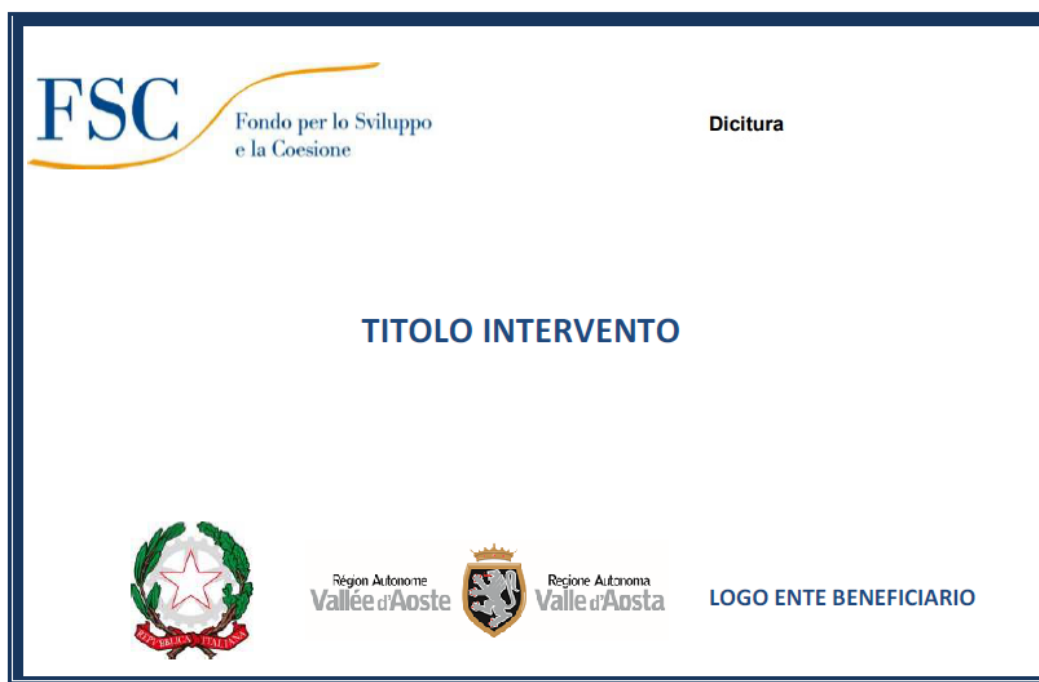 FSC
Fondo per lo Sviluppo
e la Coesione
Dicitura
TITOLO INTERVENTO
REPVBBLICA ITALIANA
Région Autonome
Vallée d'Aoste
Regione Autonoma
Valle d'Aosta
LOGO ENTE BENEFICIARIO